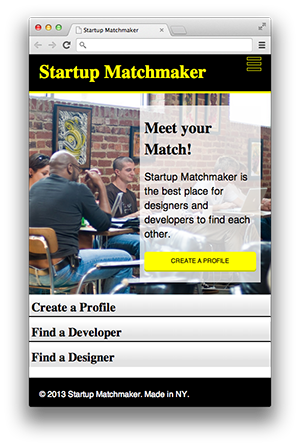 Startup Matchmaker
Startup Matchmaker
Meet your
Match!
Startup Matchmaker is
the best place for
designers and
developers to find each
other.
CREATE A PROFILE
Create a Profile
Find a Developer
Find a Designer
© 2013 Startup Matchmaker. Made in NY.